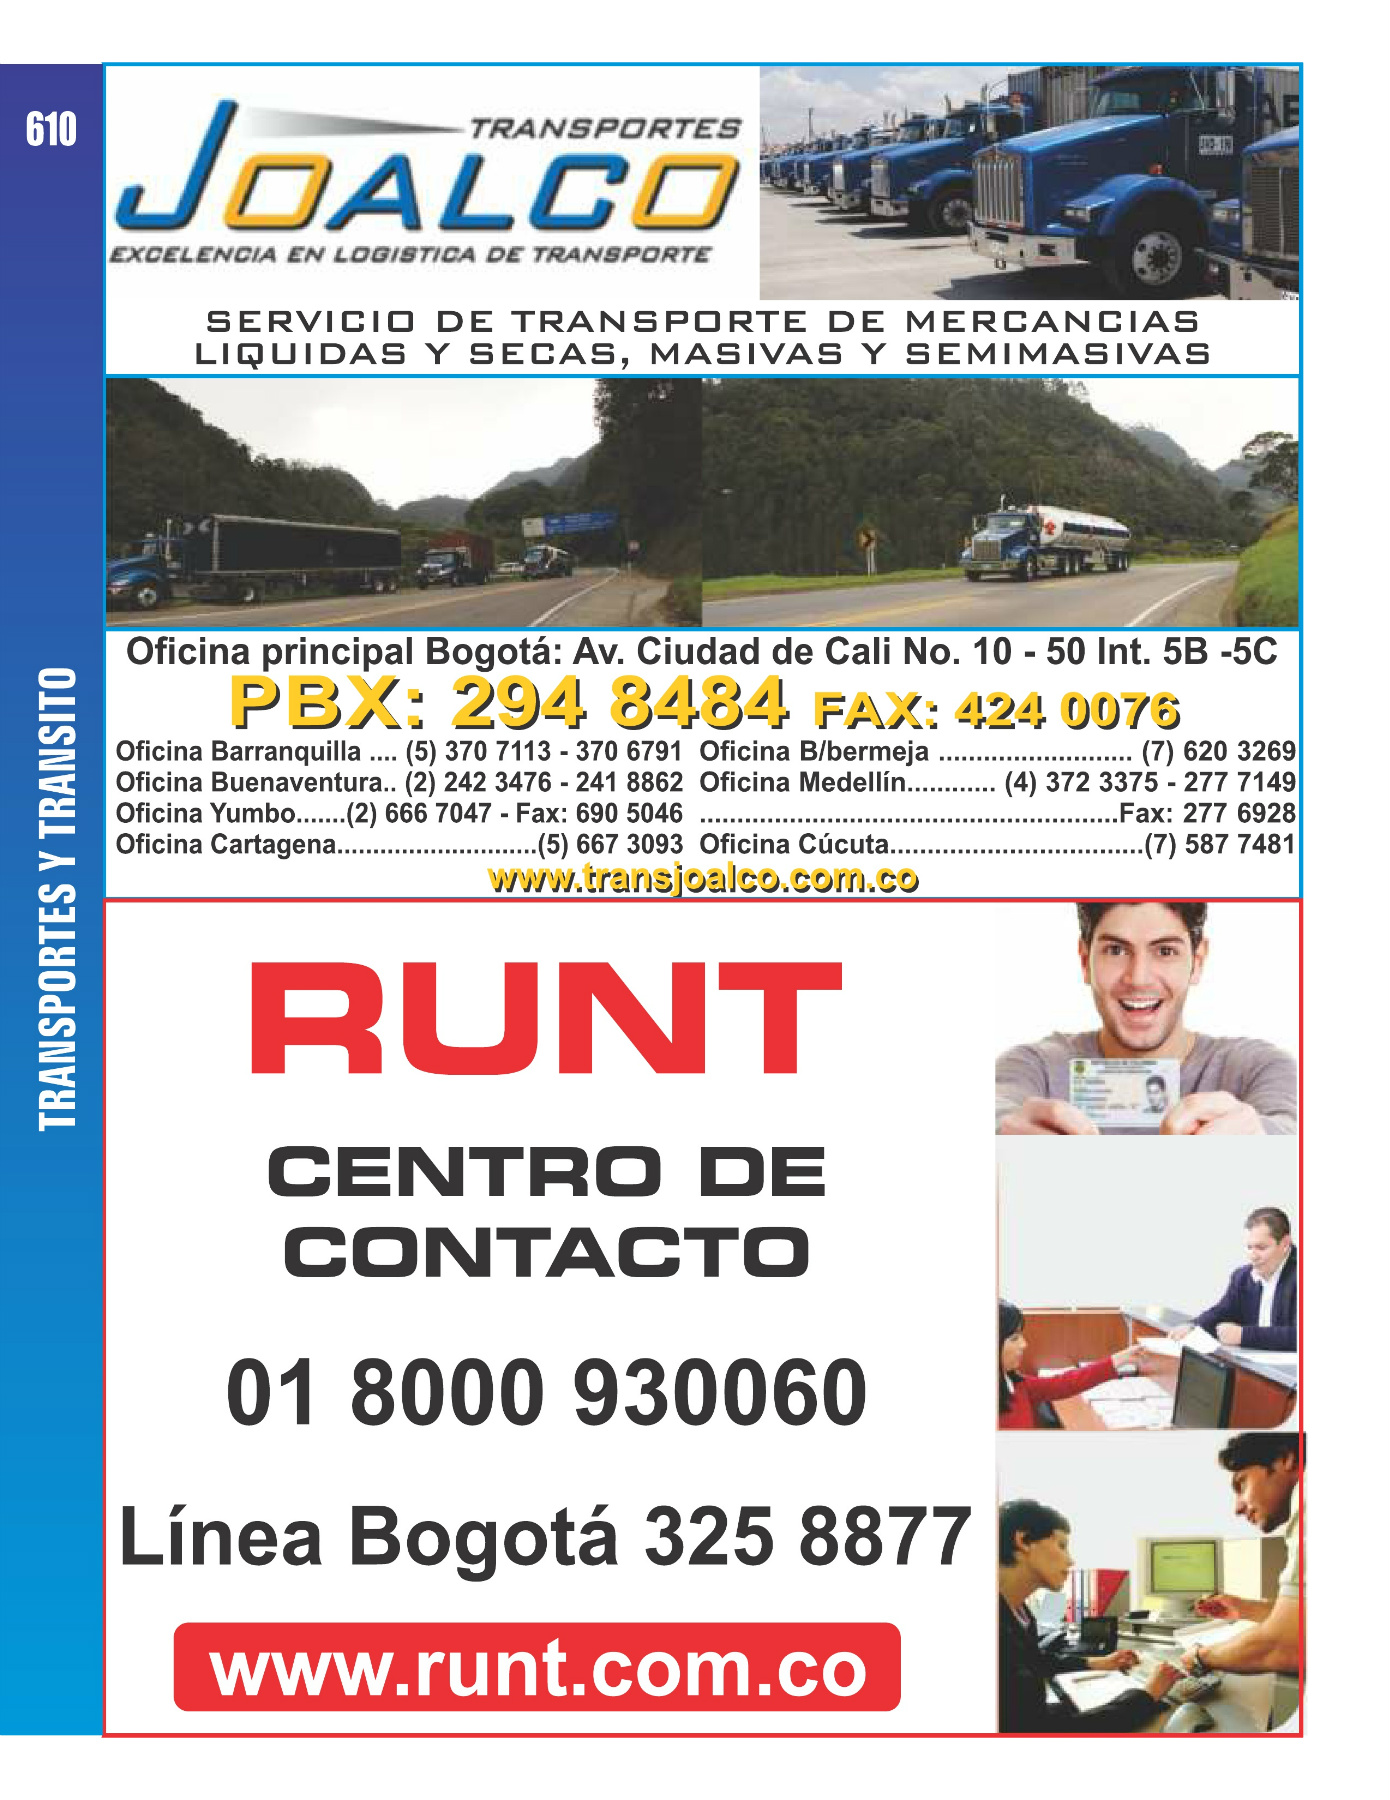 610
TRANSPORTES Y TRANSITO
TRANSPORTES
JOALCO
EXCELENCIA EN LOGISTICA DE TRANSPORTE
SERVICIO DE TRANSPORTE DE MERCANCIAS
LIQUIDAS Y SECAS, MASIVAS Y SEMIMASIVAS
Oficina principal Bogotá: Av. Ciudad de Cali No. 10 - 50 Int. 5B -5C
PBX: 294 8484 FAX: 424 0076
Oficina Barranquilla .... (5) 370 7113 - 370 6791
Oficina Buenaventura.. (2) 242 3476 - 241 8862
Oficina Yumbo.......(2) 666 7047 - Fax: 690 5046
Oficina Cartagena............................(5) 667 3093
Oficina B/bermeja .......................... (7) 620 3269
Oficina Medellín............ (4) 372 3375 - 277 7149
.........................................................Fax: 277 6928
Oficina Cúcuta...................................(7) 587 7481
www.transjoalco.com.co
RUNT
CENTRO DE
CONTACTO
01 8000 930060
Línea Bogotá 325 8877
www.runt.com.co